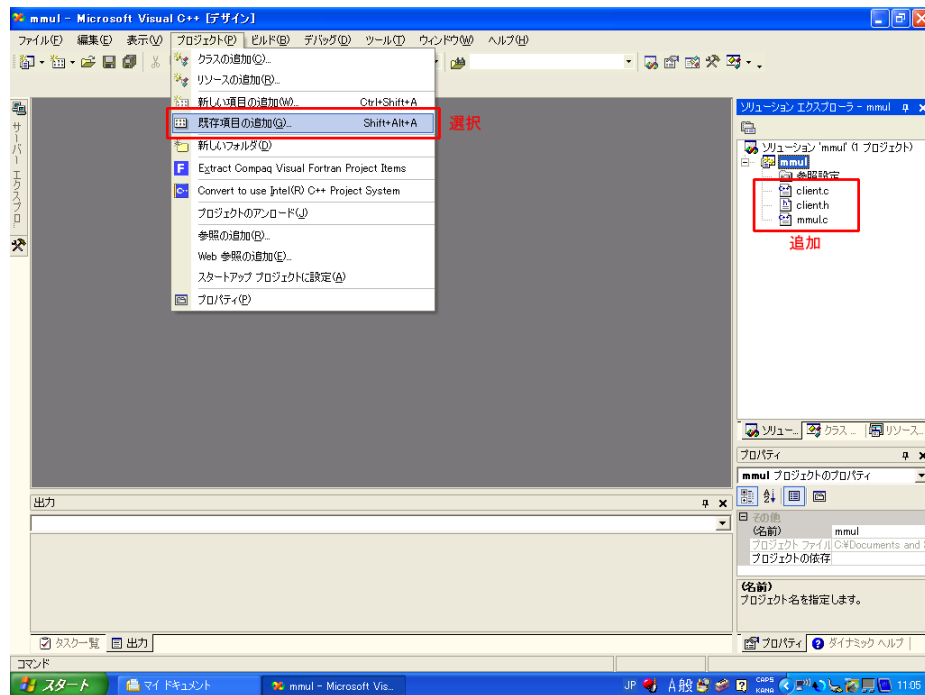 mmul - Microsoft Visual C++ [デザイン]
ファイル(F) 編集(E) 表示(V) プロジェクト(P) ビルド(B) デバッグ(D) ツール(T) ウィンドウ(W) ヘルプ(H)
クラスの追加(C)...
リソースの追加(R)...
新しい項目の追加(W)... Ctrl+Shift+A
既存項目の追加(G)... Shift+Alt+A
選択
新しいフォルダ(D)
Extract Compaq Visual Fortran Project Items
Convert to use Intel(R) C++ Project System
プロジェクトのアンロード(J)
参照の追加(R)...
Web 参照の追加(E)...
スタートアップ プロジェクトに設定(A)
プロパティ(P)
サーバー エクスプローラ
ソリューション エクスプローラ - mmul
ソリューション 'mmul' (1 プロジェクト)
mmul
参照設定
client.c
client.h
mmul.c
追加
ソリュー... クラス ... リソース...
プロパティ
mmul プロジェクトのプロパティ
その他
(名前) mmul
プロジェクト ファイル C:¥Documents and
プロジェクトの依存
(名前)
プロジェクト名を指定します。
プロパティ ダイナミック ヘルプ
出力
タスク一覧 出力
コマンド
スタート マイ ドキュメント mmul - Microsoft Vis... JP A 般 CAPS KANA 11:05